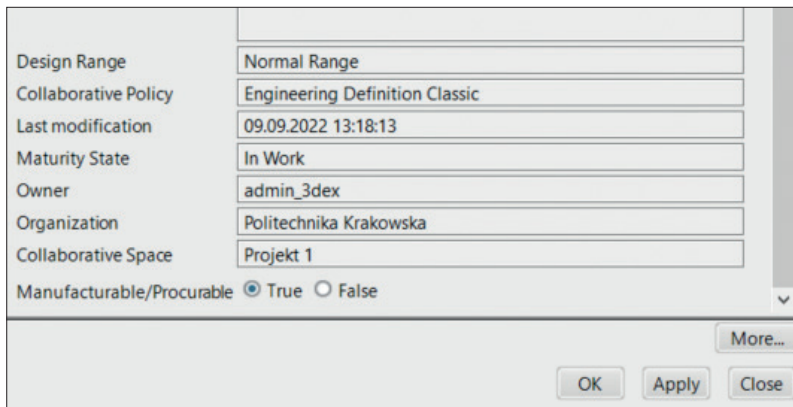 Design Range Normal Range
Collaborative Policy Engineering Definition Classic
Last modification 09.09.2022 13:18:13
Maturity State In Work
Owner admin_3dex
Organization Politechnika Krakowska
Collaborative Space Projekt 1
Manufacturable/Procurable True False
More...
OK Apply Close